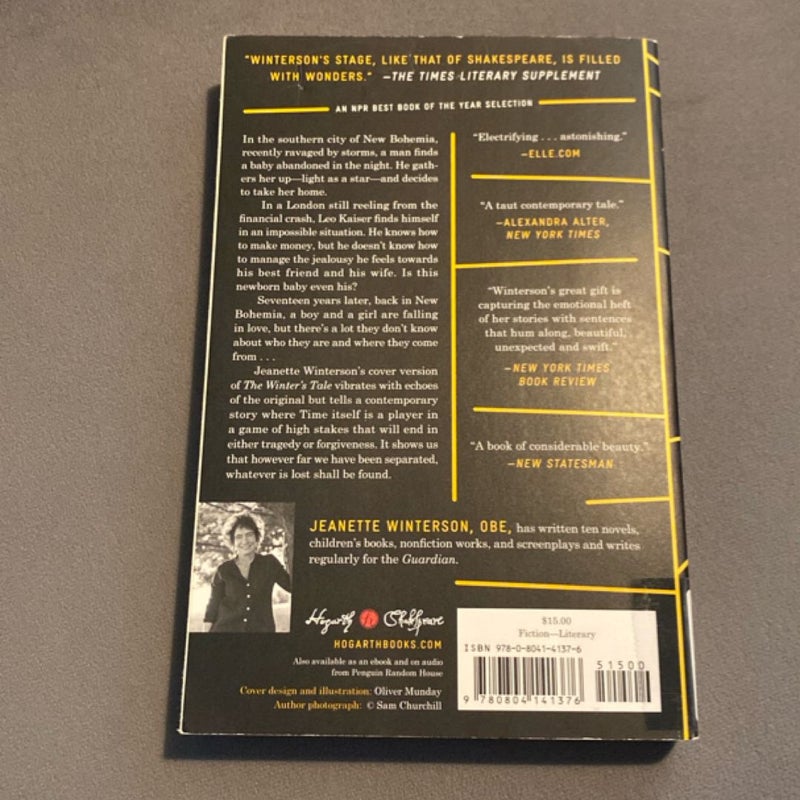 "WINTERSON'S STAGE, LIKE THAT OF SHAKESPEARE, IS FILLED
WITH WONDERS." —THE TIMES LITERARY SUPPLEMENT
AN NPR BEST BOOK OF THE YEAR SELECTION
In the southern city of New Bohemia,
recently ravaged by storms, a man finds
a baby abandoned in the night. He gath-
ers her up—light as a star—and decides
to take her home.
In a London still reeling from the
financial crash, Leo Kaiser finds himself
in an impossible situation. He knows how
to make money, but he doesn't know how
to manage the jealousy he feels towards
his best friend and his wife. Is this
newborn baby even his?
Seventeen years later, back in New
Bohemia, a boy and a girl are falling
in love, but there's a lot they don't know
about who they are and where they come
from . . .
Jeanette Winterson's cover version
of The Winter's Tale vibrates with echoes
of the original but tells a contemporary
story where Time itself is a player in
a game of high stakes that will end in
either tragedy or forgiveness. It shows us
that however far we have been separated,
whatever is lost shall be found.
"Electrifying . . . astonishing."
—ELLE.COM
"A taut contemporary tale."
—ALEXANDRA ALTER,
NEW YORK TIMES
"Winterson's great gift is
capturing the emotional heft
of her stories with sentences
that hum along, beautiful,
unexpected and swift."
—NEW YORK TIMES
BOOK REVIEW
"A book of considerable beauty."
—NEW STATESMAN
JEANETTE WINTERSON, OBE, has written ten novels,
children's books, nonfiction works, and screenplays and writes
regularly for the Guardian.
Hogarth Shakespeare
HOGARTHBOOKS.COM
Also available as an ebook and on audio
from Penguin Random House
Cover design and illustration: Oliver Munday
Author photograph: © Sam Churchill
$15.00
Fiction—Literary
ISBN 978-0-8041-4137-6
51500
9 780804 141376